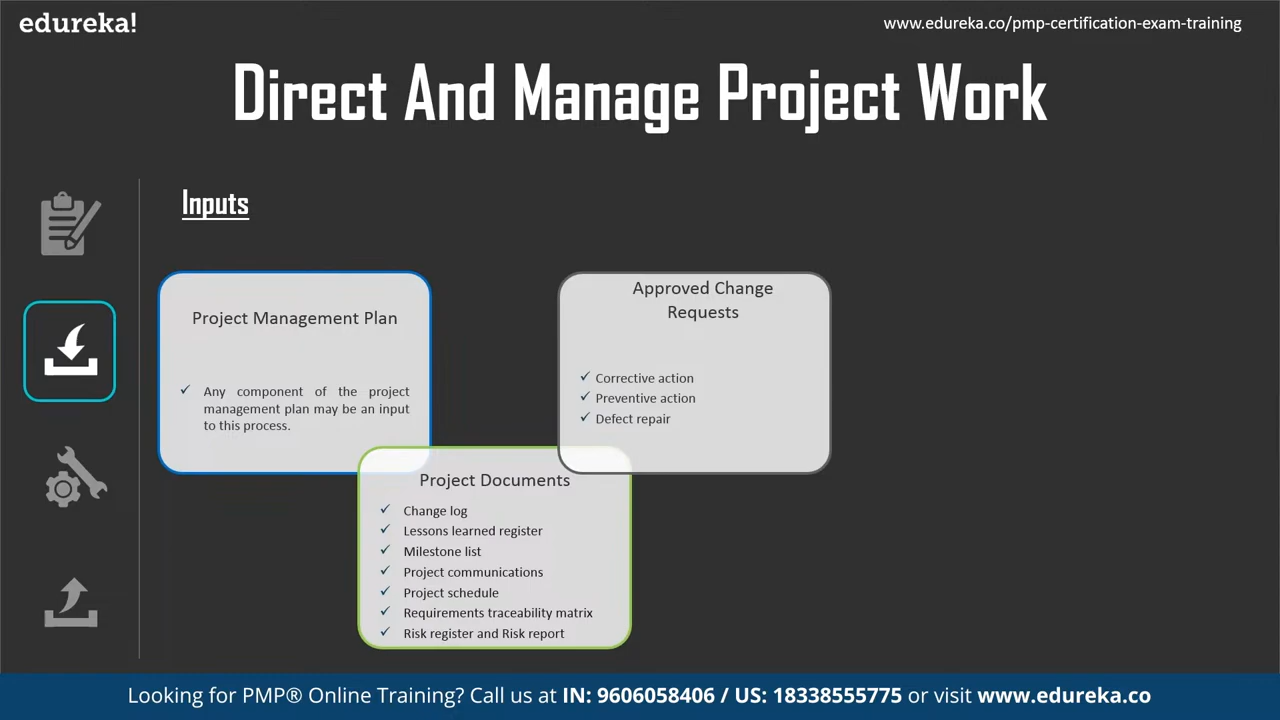 edureka!
www.edureka.co/pmp-certification-exam-training
Direct And Manage Project Work
Inputs
Project Management Plan
Any component of the project
management plan may be an input
to this process.
Approved Change
Requests
Corrective action
Preventive action
Defect repair
Project Documents
Change log
Lessons learned register
Milestone list
Project communications
Project schedule
Requirements traceability matrix
Risk register and Risk report
Looking for PMP® Online Training? Call us at IN: 9606058406 / US: 18338555775 or visit www.edureka.co